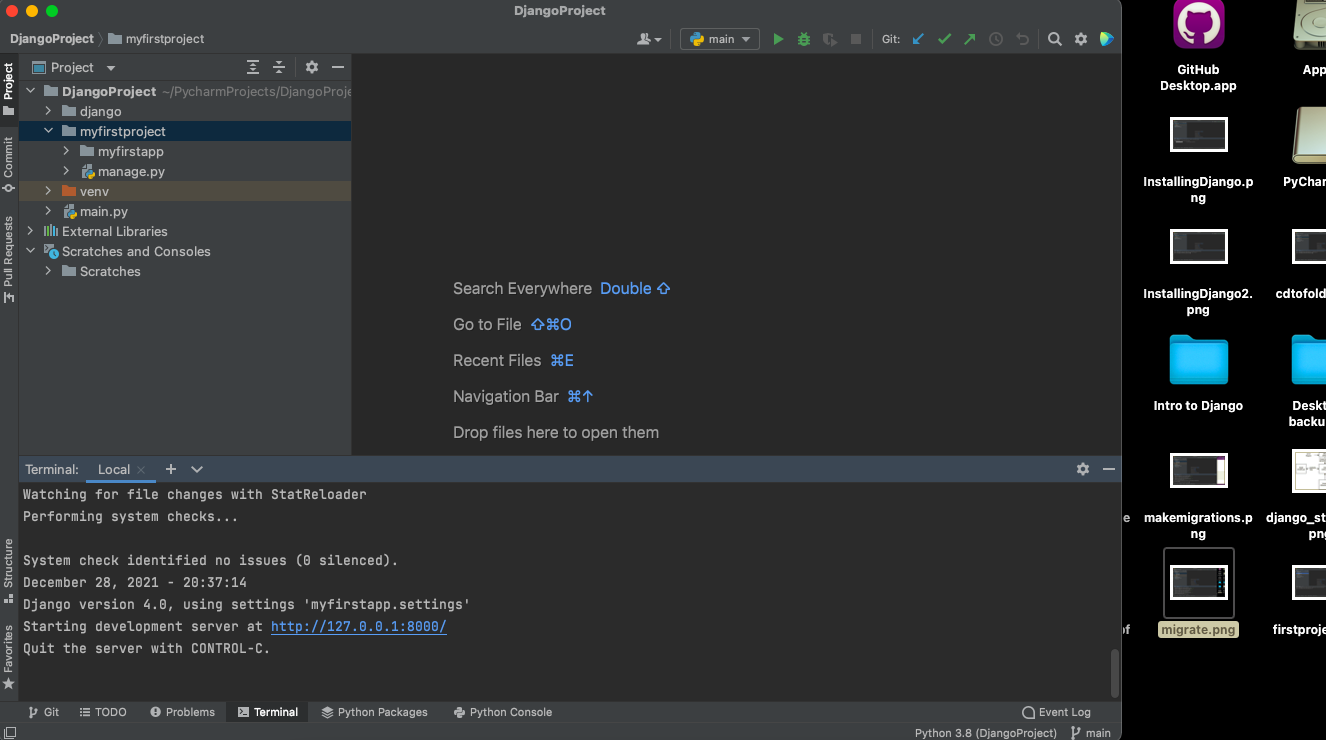 DjangoProject
DjangoProject
myfirstproject
main
Git:
Project
Project
DjangoProject ~/PycharmProjects/DjangoProje
django
myfirstproject
myfirstapp
manage.py
venv
main.py
External Libraries
Scratches and Consoles
Scratches
Commit
Pull Requests
Structure
Favorites
Search Everywhere Double ⇧
Go to File ⇧⌘O
Recent Files ⌘E
Navigation Bar ⌘↑
Drop files here to open them
Terminal: Local
Watching for file changes with StatReloader
Performing system checks...
System check identified no issues (0 silenced).
December 28, 2021 - 20:37:14
Django version 4.0, using settings 'myfirstapp.settings'
Starting development server at http://127.0.0.1:8000/
Quit the server with CONTROL-C.
Git
TODO
Problems
Terminal
Python Packages
Python Console
Event Log
Python 3.8 (DjangoProject)
main
GitHub
Desktop.app
App
InstallingDjango.p
ng
PyChar
InstallingDjango2.
png
cdtofold
Intro to Django
Deskt
backu
makemigrations.p
ng
django_st
png
migrate.png
firstproje